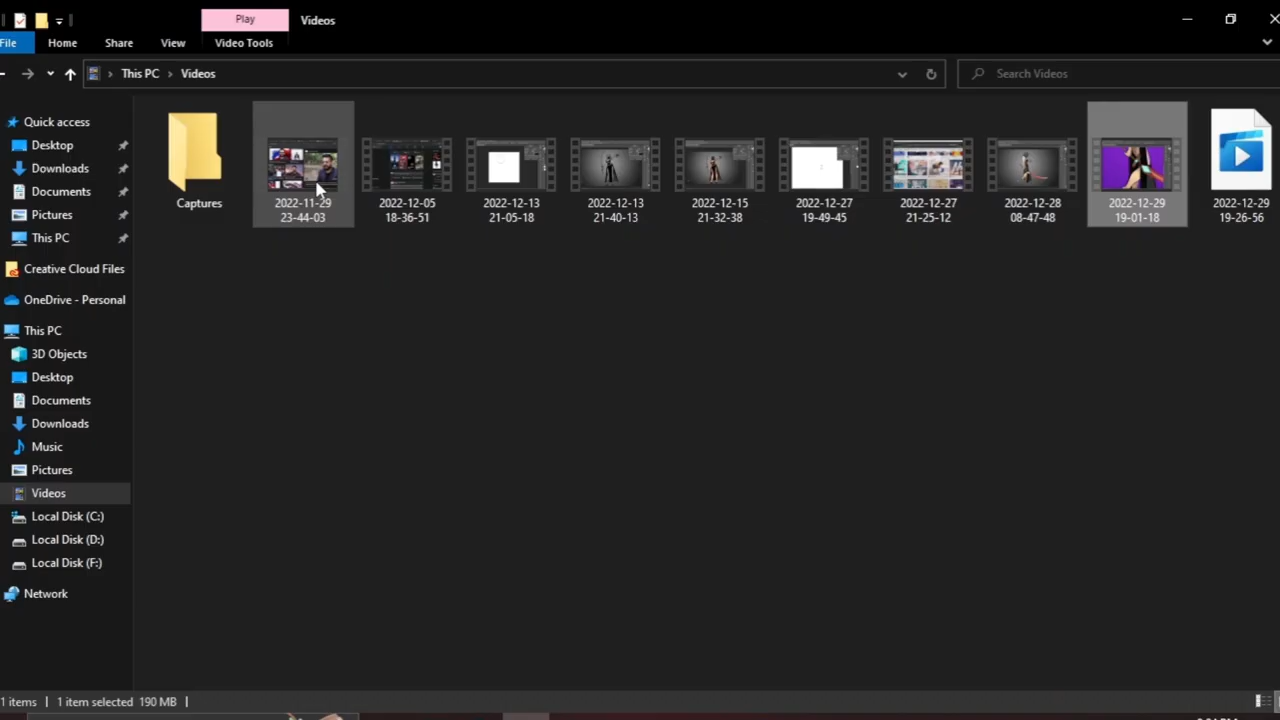 Play
Videos
File
Home
Share
View
Video Tools
This PC
Videos
Search Videos
Quick access
Desktop
Downloads
Documents
Pictures
This PC
Creative Cloud Files
OneDrive - Personal
This PC
3D Objects
Desktop
Documents
Downloads
Music
Pictures
Videos
Local Disk (C:)
Local Disk (D:)
Local Disk (F:)
Network
Captures
2022-11-29
23-44-03
2022-12-05
18-36-51
2022-12-13
21-05-18
2022-12-13
21-40-13
2022-12-15
21-32-38
2022-12-27
19-49-45
2022-12-27
21-25-12
2022-12-28
08-47-48
2022-12-29
19-01-18
2022-12-29
19-26-56
1 items
1 item selected 190 MB